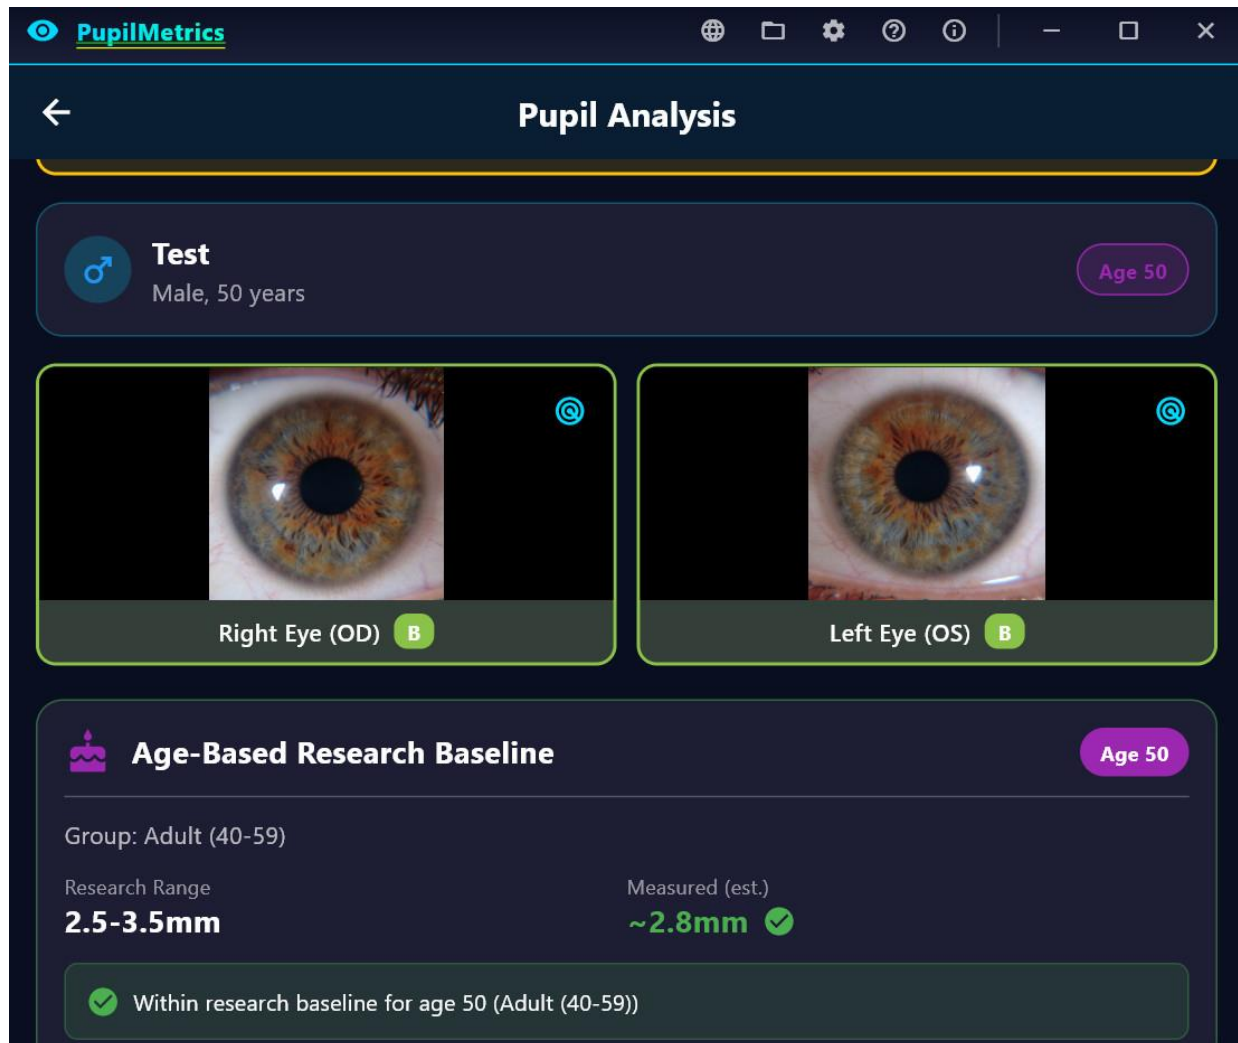 PupilMetrics
Pupil Analysis
Test
Male, 50 years
Age 50
Right Eye (OD) B
Left Eye (OS) B
Age-Based Research Baseline
Age 50
Group: Adult (40-59)
Research Range
2.5-3.5mm
Measured (est.)
~2.8mm
Within research baseline for age 50 (Adult (40-59))